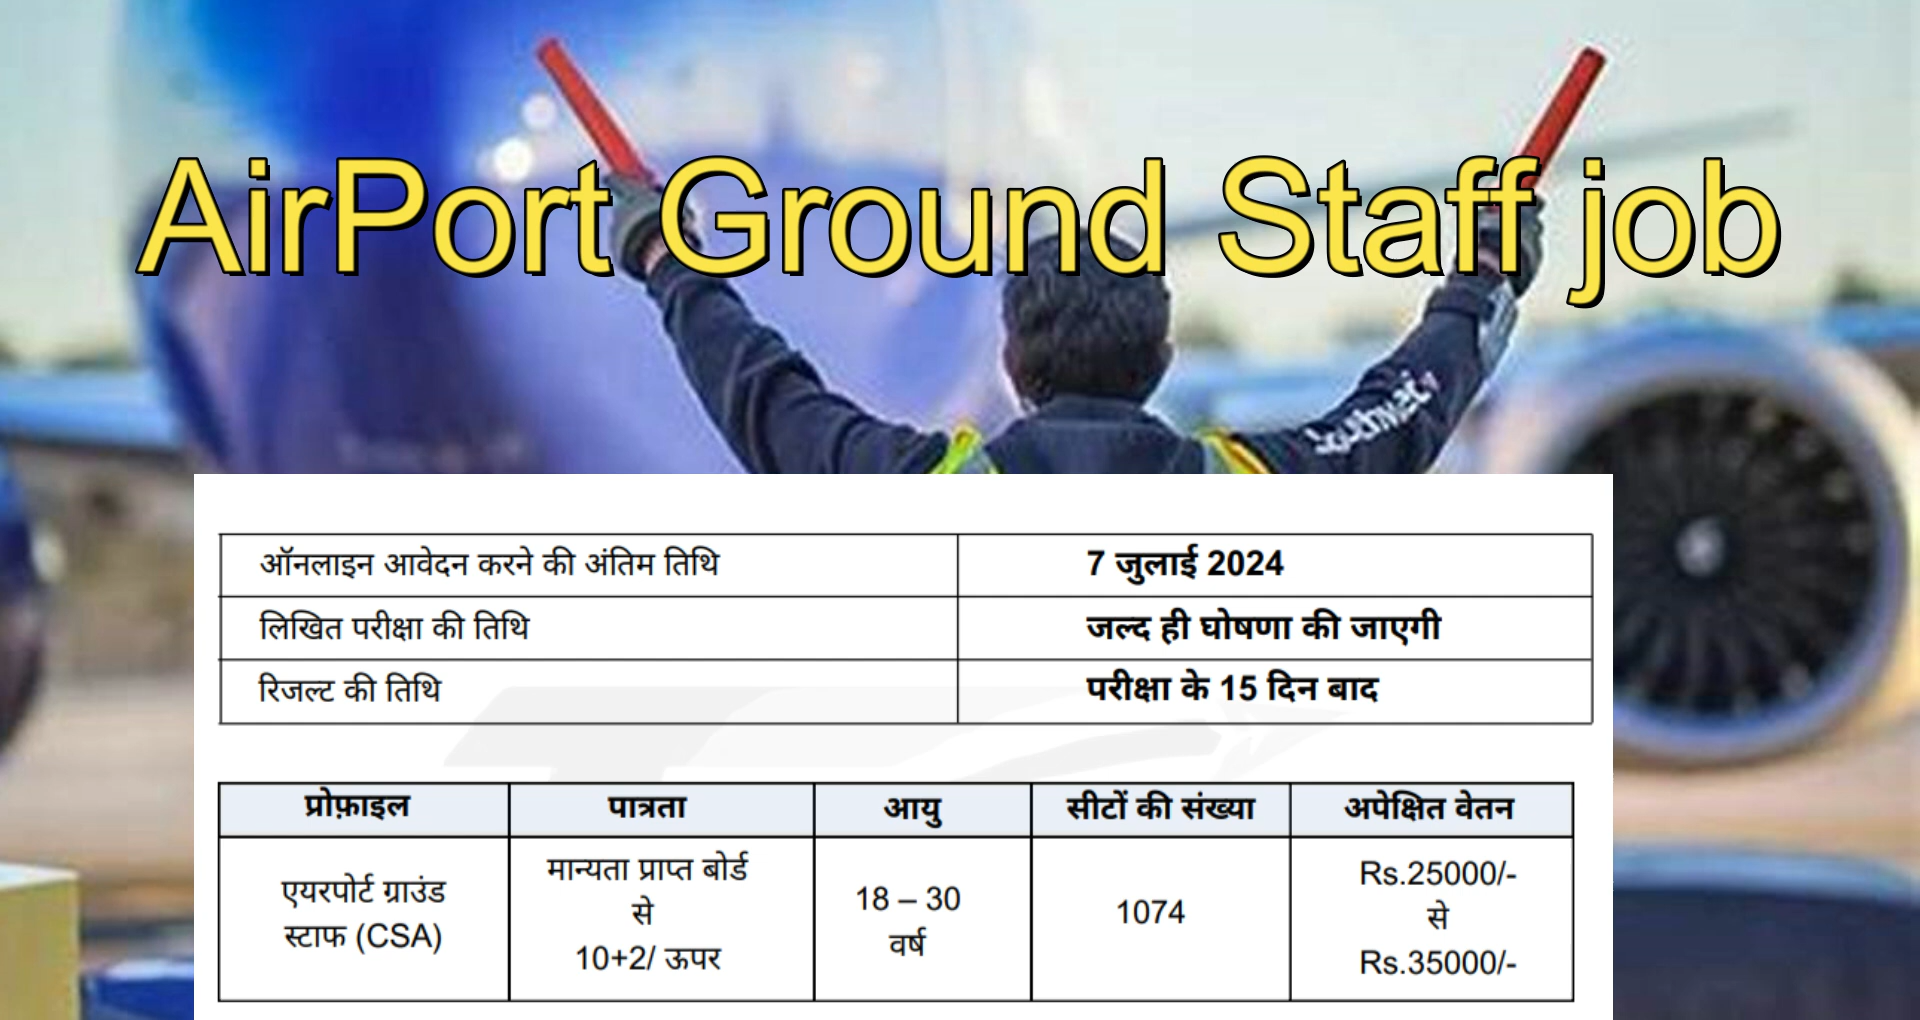 AirPort Ground Staff job
Southwest
ऑनलाइन आवेदन करने की अंतिम तिथि 7 जुलाई 2024
लिखित परीक्षा की तिथि जल्द ही घोषणा की जाएगी
रिजल्ट की तिथि परीक्षा के 15 दिन बाद
प्रोफ़ाइल पात्रता आयु सीटों की संख्या अपेक्षित वेतन
एयरपोर्ट ग्राउंड
स्टाफ (CSA)
मान्यता प्राप्त बोर्ड
से
10+2/ ऊपर
18 – 30
वर्ष
1074
Rs.25000/-
से
Rs.35000/-